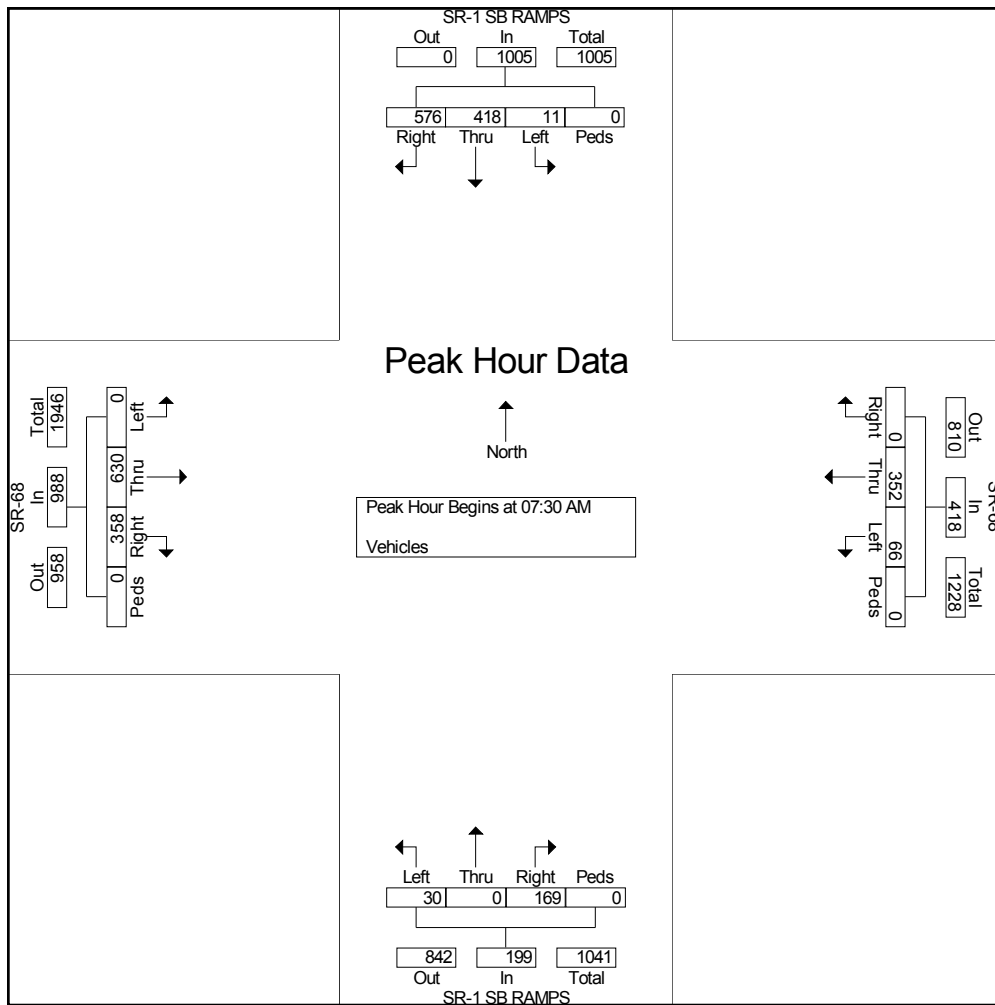 SR-1 SB RAMPS
Out In Total
0 1005 1005
576 418 11 0
Right Thru Left Peds
Peak Hour Data
North
Peak Hour Begins at 07:30 AM
Vehicles
SR-68
Out In Total
958 988 1946
0 630 358 0
Left Thru Right Peds
SR-68
Out In Total
810 418 1228
0 352 66 0
Right Thru Left Peds
Left Thru Right Peds
30 0 169 0
842 199 1041
Out In Total
SR-1 SB RAMPS